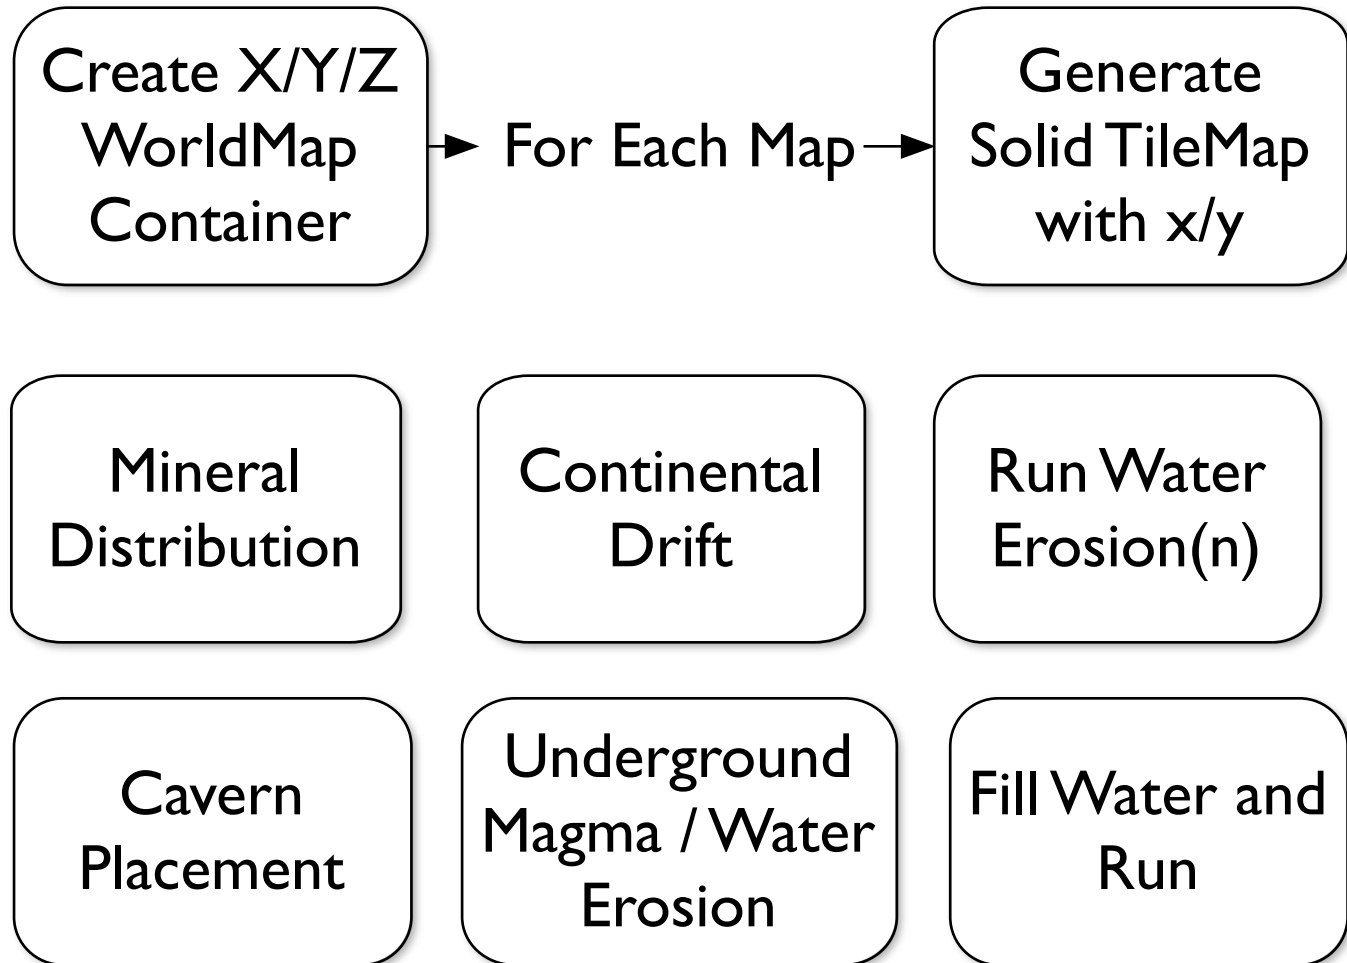 Create X/Y/Z
WorldMap
Container
For Each Map
Generate
Solid TileMap
with x/y
Mineral
Distribution
Continental
Drift
Run Water
Erosion(n)
Cavern
Placement
Underground
Magma / Water
Erosion
Fill Water and
Run